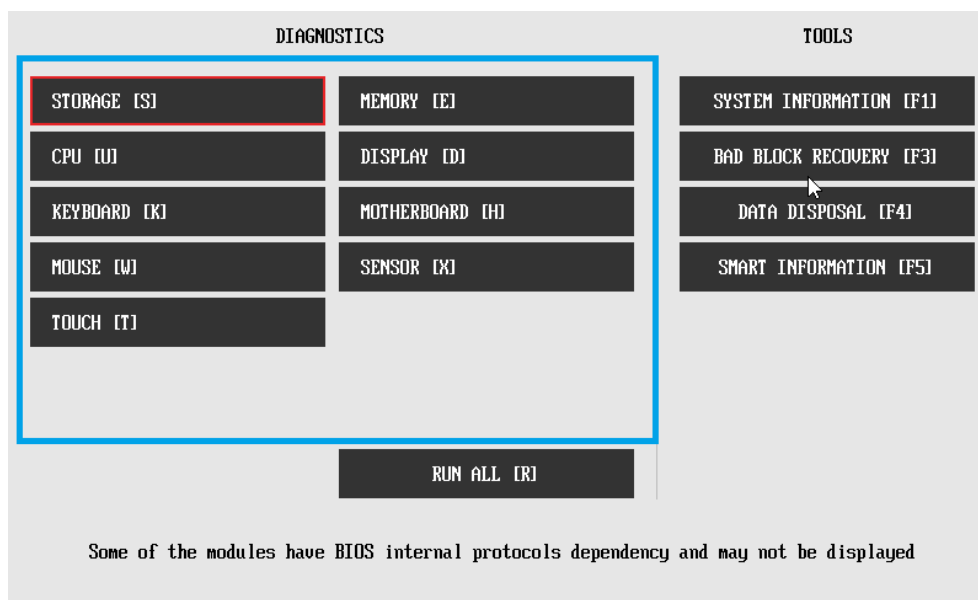 DIAGNOSTICS
TOOLS
STORAGE [S]
MEMORY [E]
SYSTEM INFORMATION [F1]
CPU [U]
DISPLAY [D]
BAD BLOCK RECOVERY [F3]
KEYBOARD [K]
MOTHERBOARD [H]
DATA DISPOSAL [F4]
MOUSE [W]
SENSOR [X]
SMART INFORMATION [F5]
TOUCH [T]
RUN ALL [R]
Some of the modules have BIOS internal protocols dependency and may not be displayed